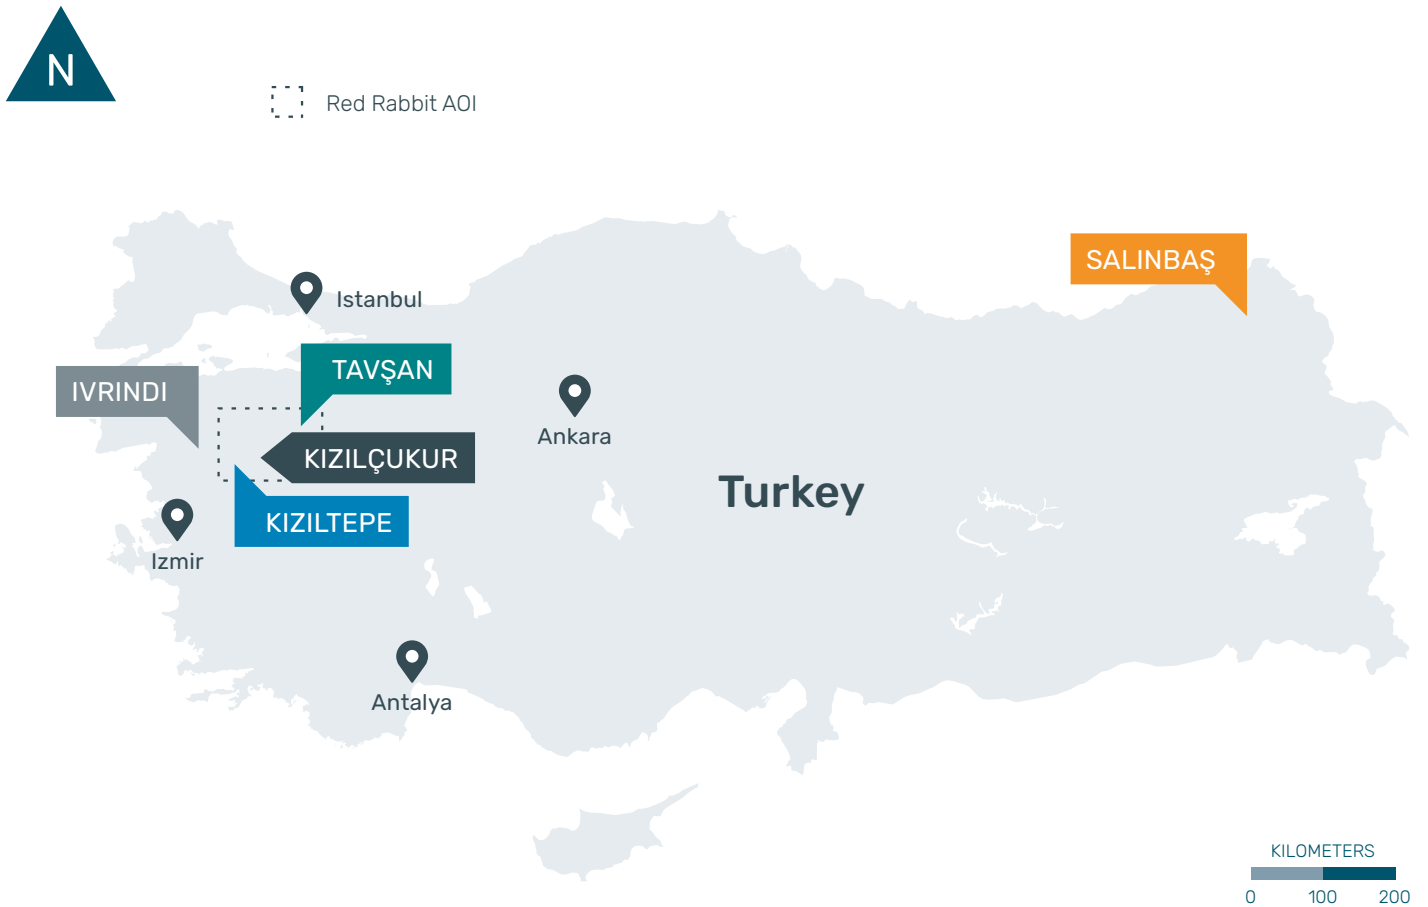 N
Red Rabbit AOI
SALINBAŞ
Istanbul
TAVŞAN
IVRINDI
Ankara
KIZILÇUKUR
Turkey
KIZILTEPE
Izmir
Antalya
KILOMETERS
0 100 200